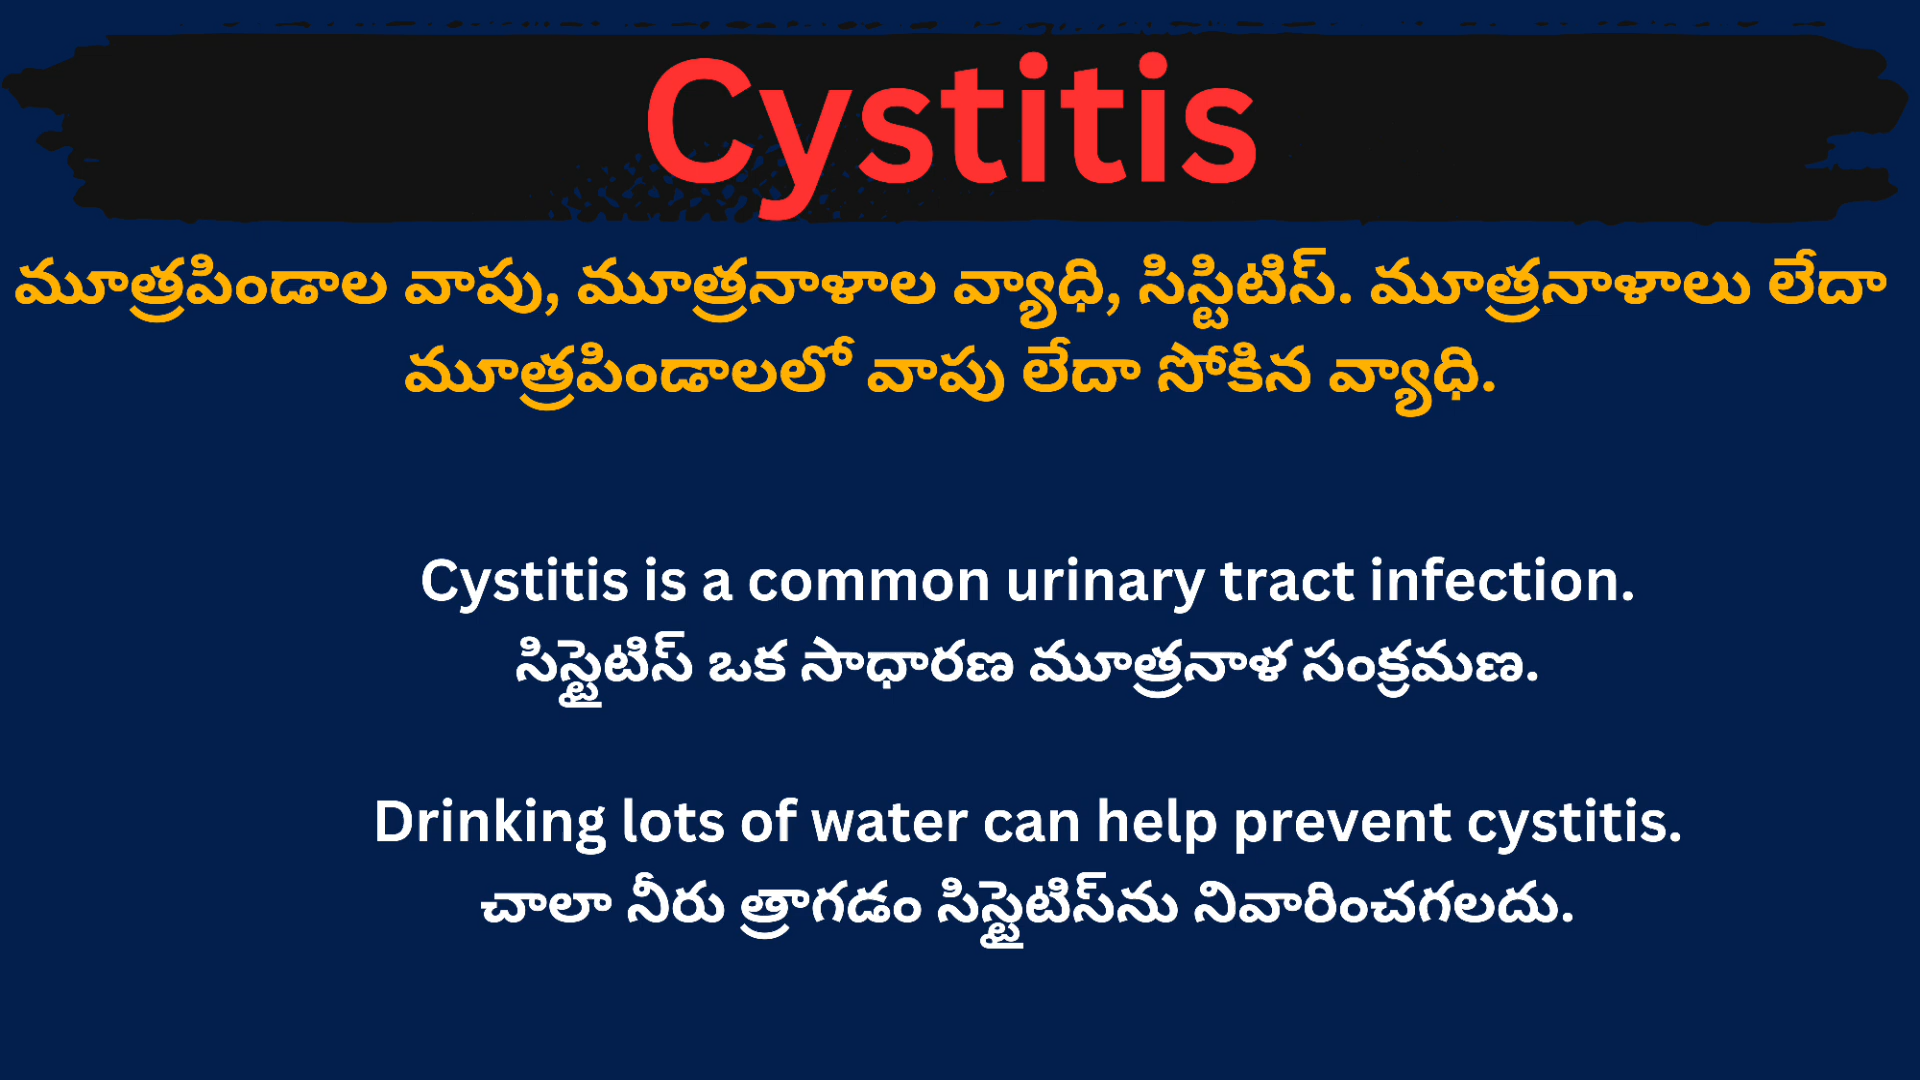 Cystitis
మూత్రపిండాల వాపు, మూత్రనాళాల వ్యాధి, సిస్టిటిస్. మూత్రనాళాలు లేదా
మూత్రపిండాలలో వాపు లేదా సోకిన వ్యాధి.
Cystitis is a common urinary tract infection.
సిస్టైటిస్ ఒక సాధారణ మూత్రనాళ సంక్రమణ.
Drinking lots of water can help prevent cystitis.
చాలా నీరు త్రాగడం సిస్టైటిస్‌ను నివారించగలదు.